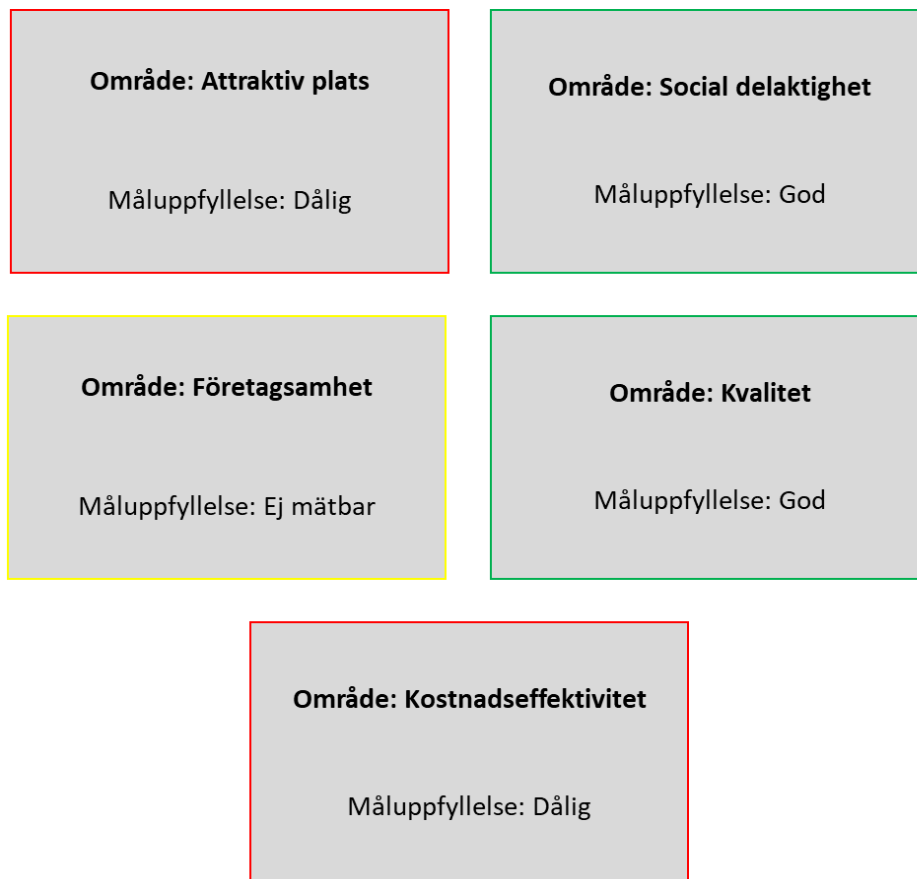 Område: Attraktiv plats
Måluppfyllelse: Dålig
Område: Social delaktighet
Måluppfyllelse: God
Område: Företagsamhet
Måluppfyllelse: Ej mätbar
Område: Kvalitet
Måluppfyllelse: God
Område: Kostnadseffektivitet
Måluppfyllelse: Dålig